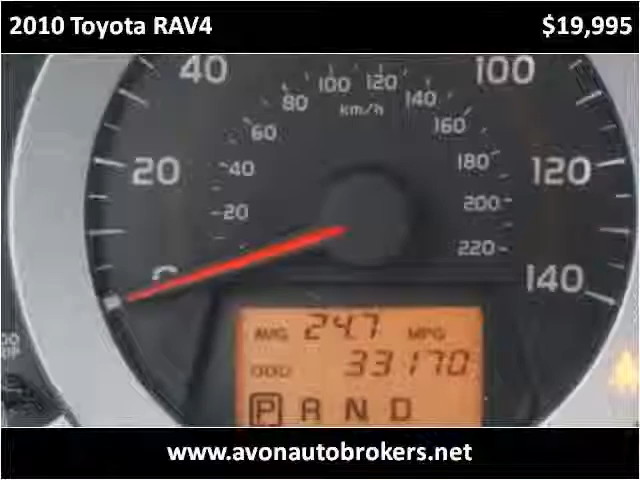 2010 Toyota RAV4 $19,995
40 100
100 120
80 140
km/h
60 160
20 40 180 120
20 200
220
0 140
AVG 24.7 MPG
ODO 33170
P R N D
www.avonautobrokers.net